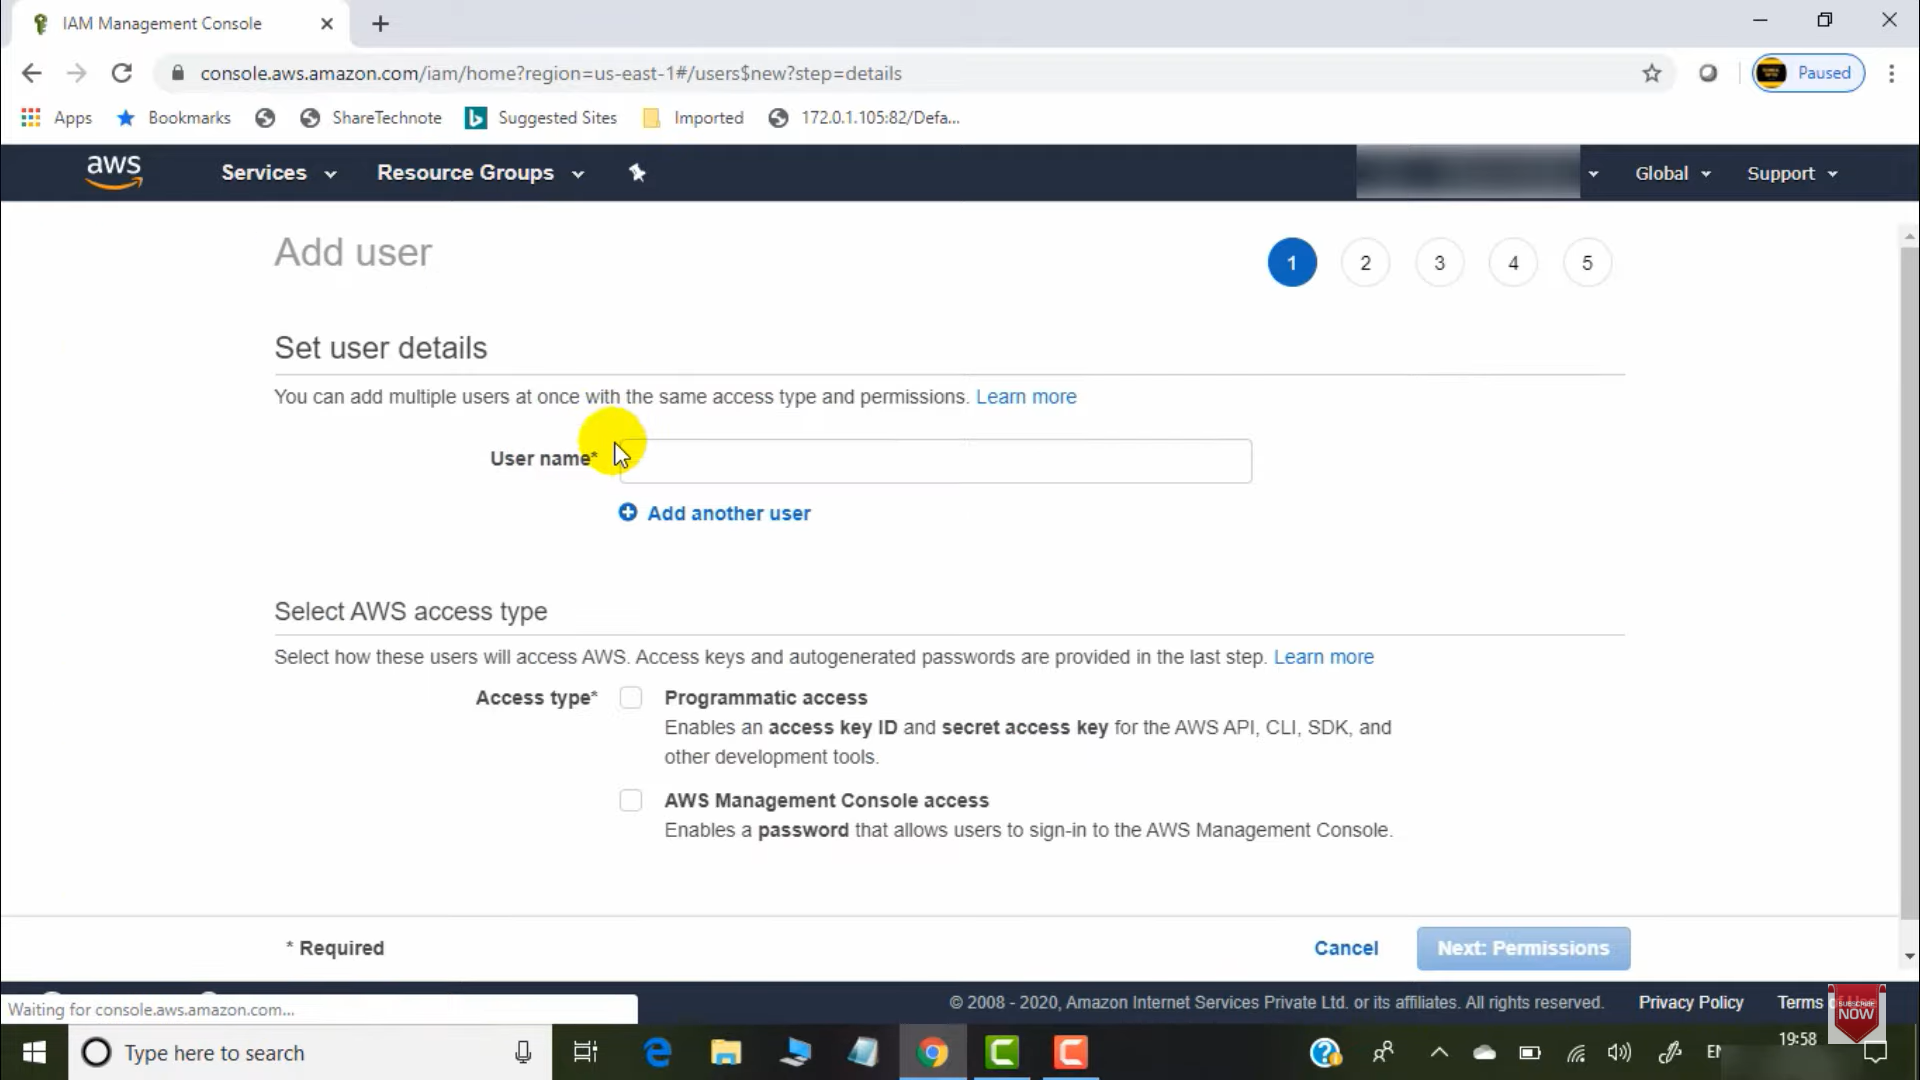 IAM Management Console
console.aws.amazon.com/iam/home?region=us-east-1#/users$new?step=details
Paused
Apps
Bookmarks
ShareTechnote
Suggested Sites
Imported
172.0.1.105:82/Defa...
aws
Services
Resource Groups
Global
Support
Add user
1
2
3
4
5
Set user details
You can add multiple users at once with the same access type and permissions. Learn more
User name*
Add another user
Select AWS access type
Select how these users will access AWS. Access keys and autogenerated passwords are provided in the last step. Learn more
Access type*
Programmatic access
Enables an access key ID and secret access key for the AWS API, CLI, SDK, and
other development tools.
AWS Management Console access
Enables a password that allows users to sign-in to the AWS Management Console.
* Required
Cancel
Next: Permissions
Waiting for console.aws.amazon.com...
© 2008 - 2020, Amazon Internet Services Private Ltd. or its affiliates. All rights reserved.
Privacy Policy
Terms
SUBSCRIBE
NOW
Type here to search
19:58